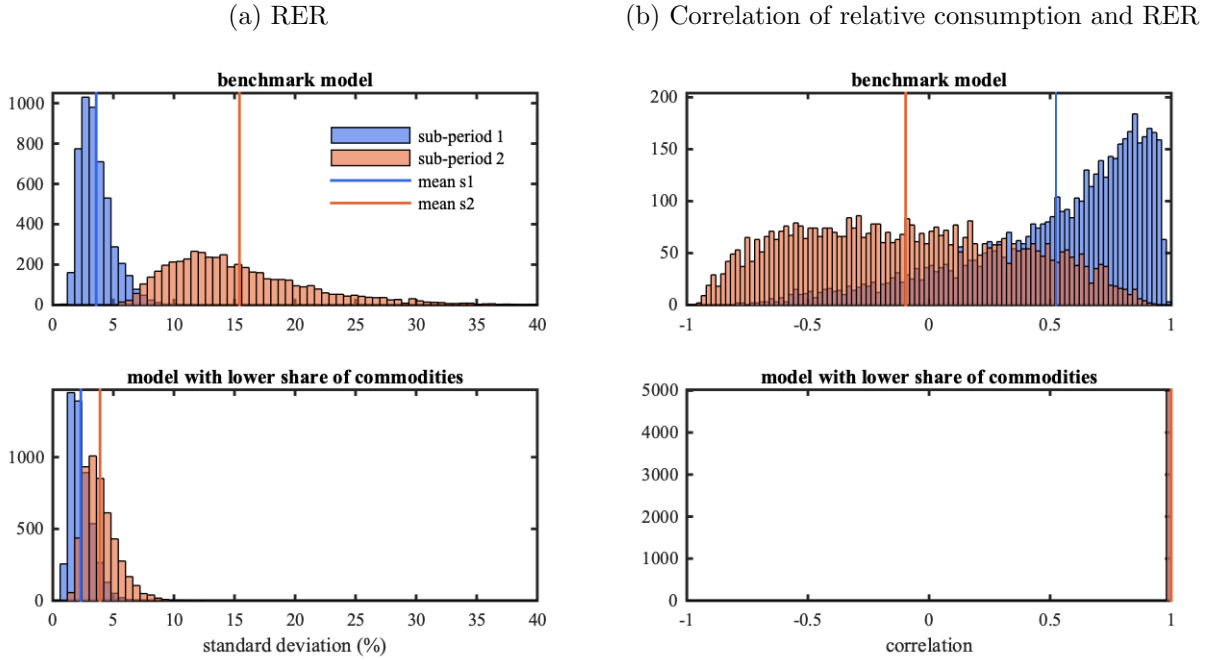 (a) RER
(b) Correlation of relative consumption and RER
benchmark model
1000
800
600
400
200
0
0 5 10 15 20 25 30 35 40
sub-period 1
sub-period 2
mean s1
mean s2
benchmark model
200
150
100
50
0
-1 -0.5 0 0.5 1
model with lower share of commodities
1000
500
0
0 5 10 15 20 25 30 35 40
standard deviation (%)
model with lower share of commodities
5000
4000
3000
2000
1000
0
-1 -0.5 0 0.5 1
correlation